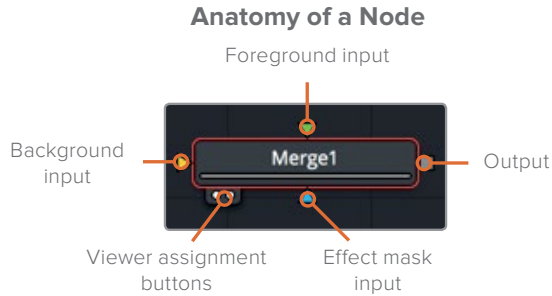 Anatomy of a Node
Foreground input
Background
input
Merge1
Output
Viewer assignment
buttons
Effect mask
input